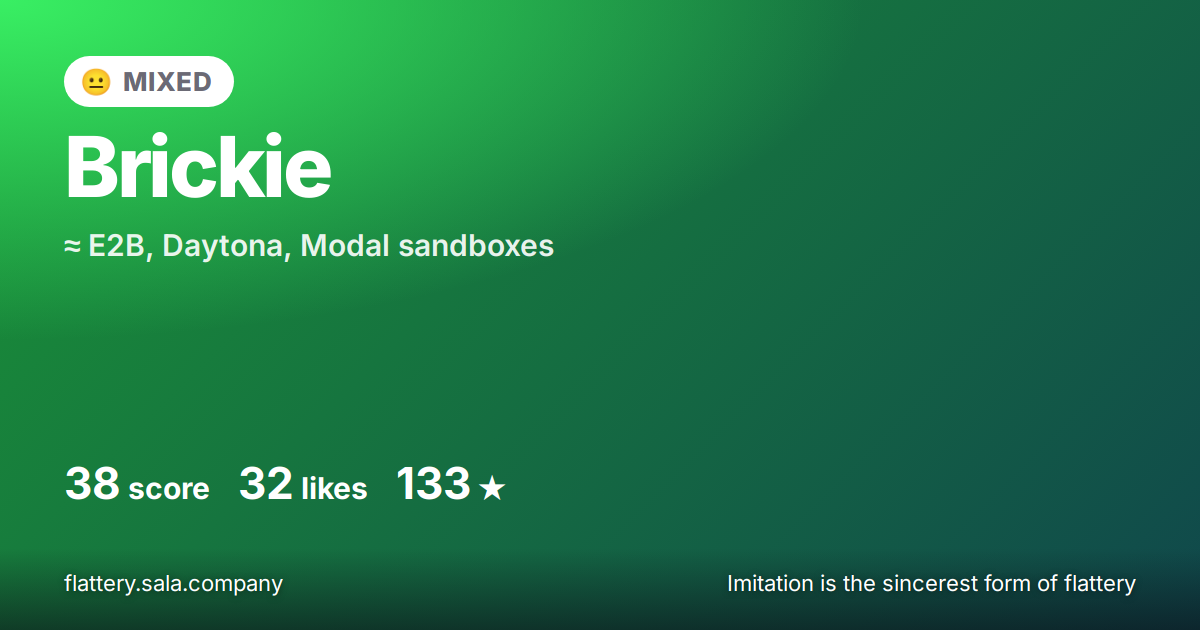 😐 MIXED
Brickie
≈ E2B, Daytona, Modal sandboxes
38 score 32 likes 133 ★
flattery.sala.company
Imitation is the sincerest form of flattery